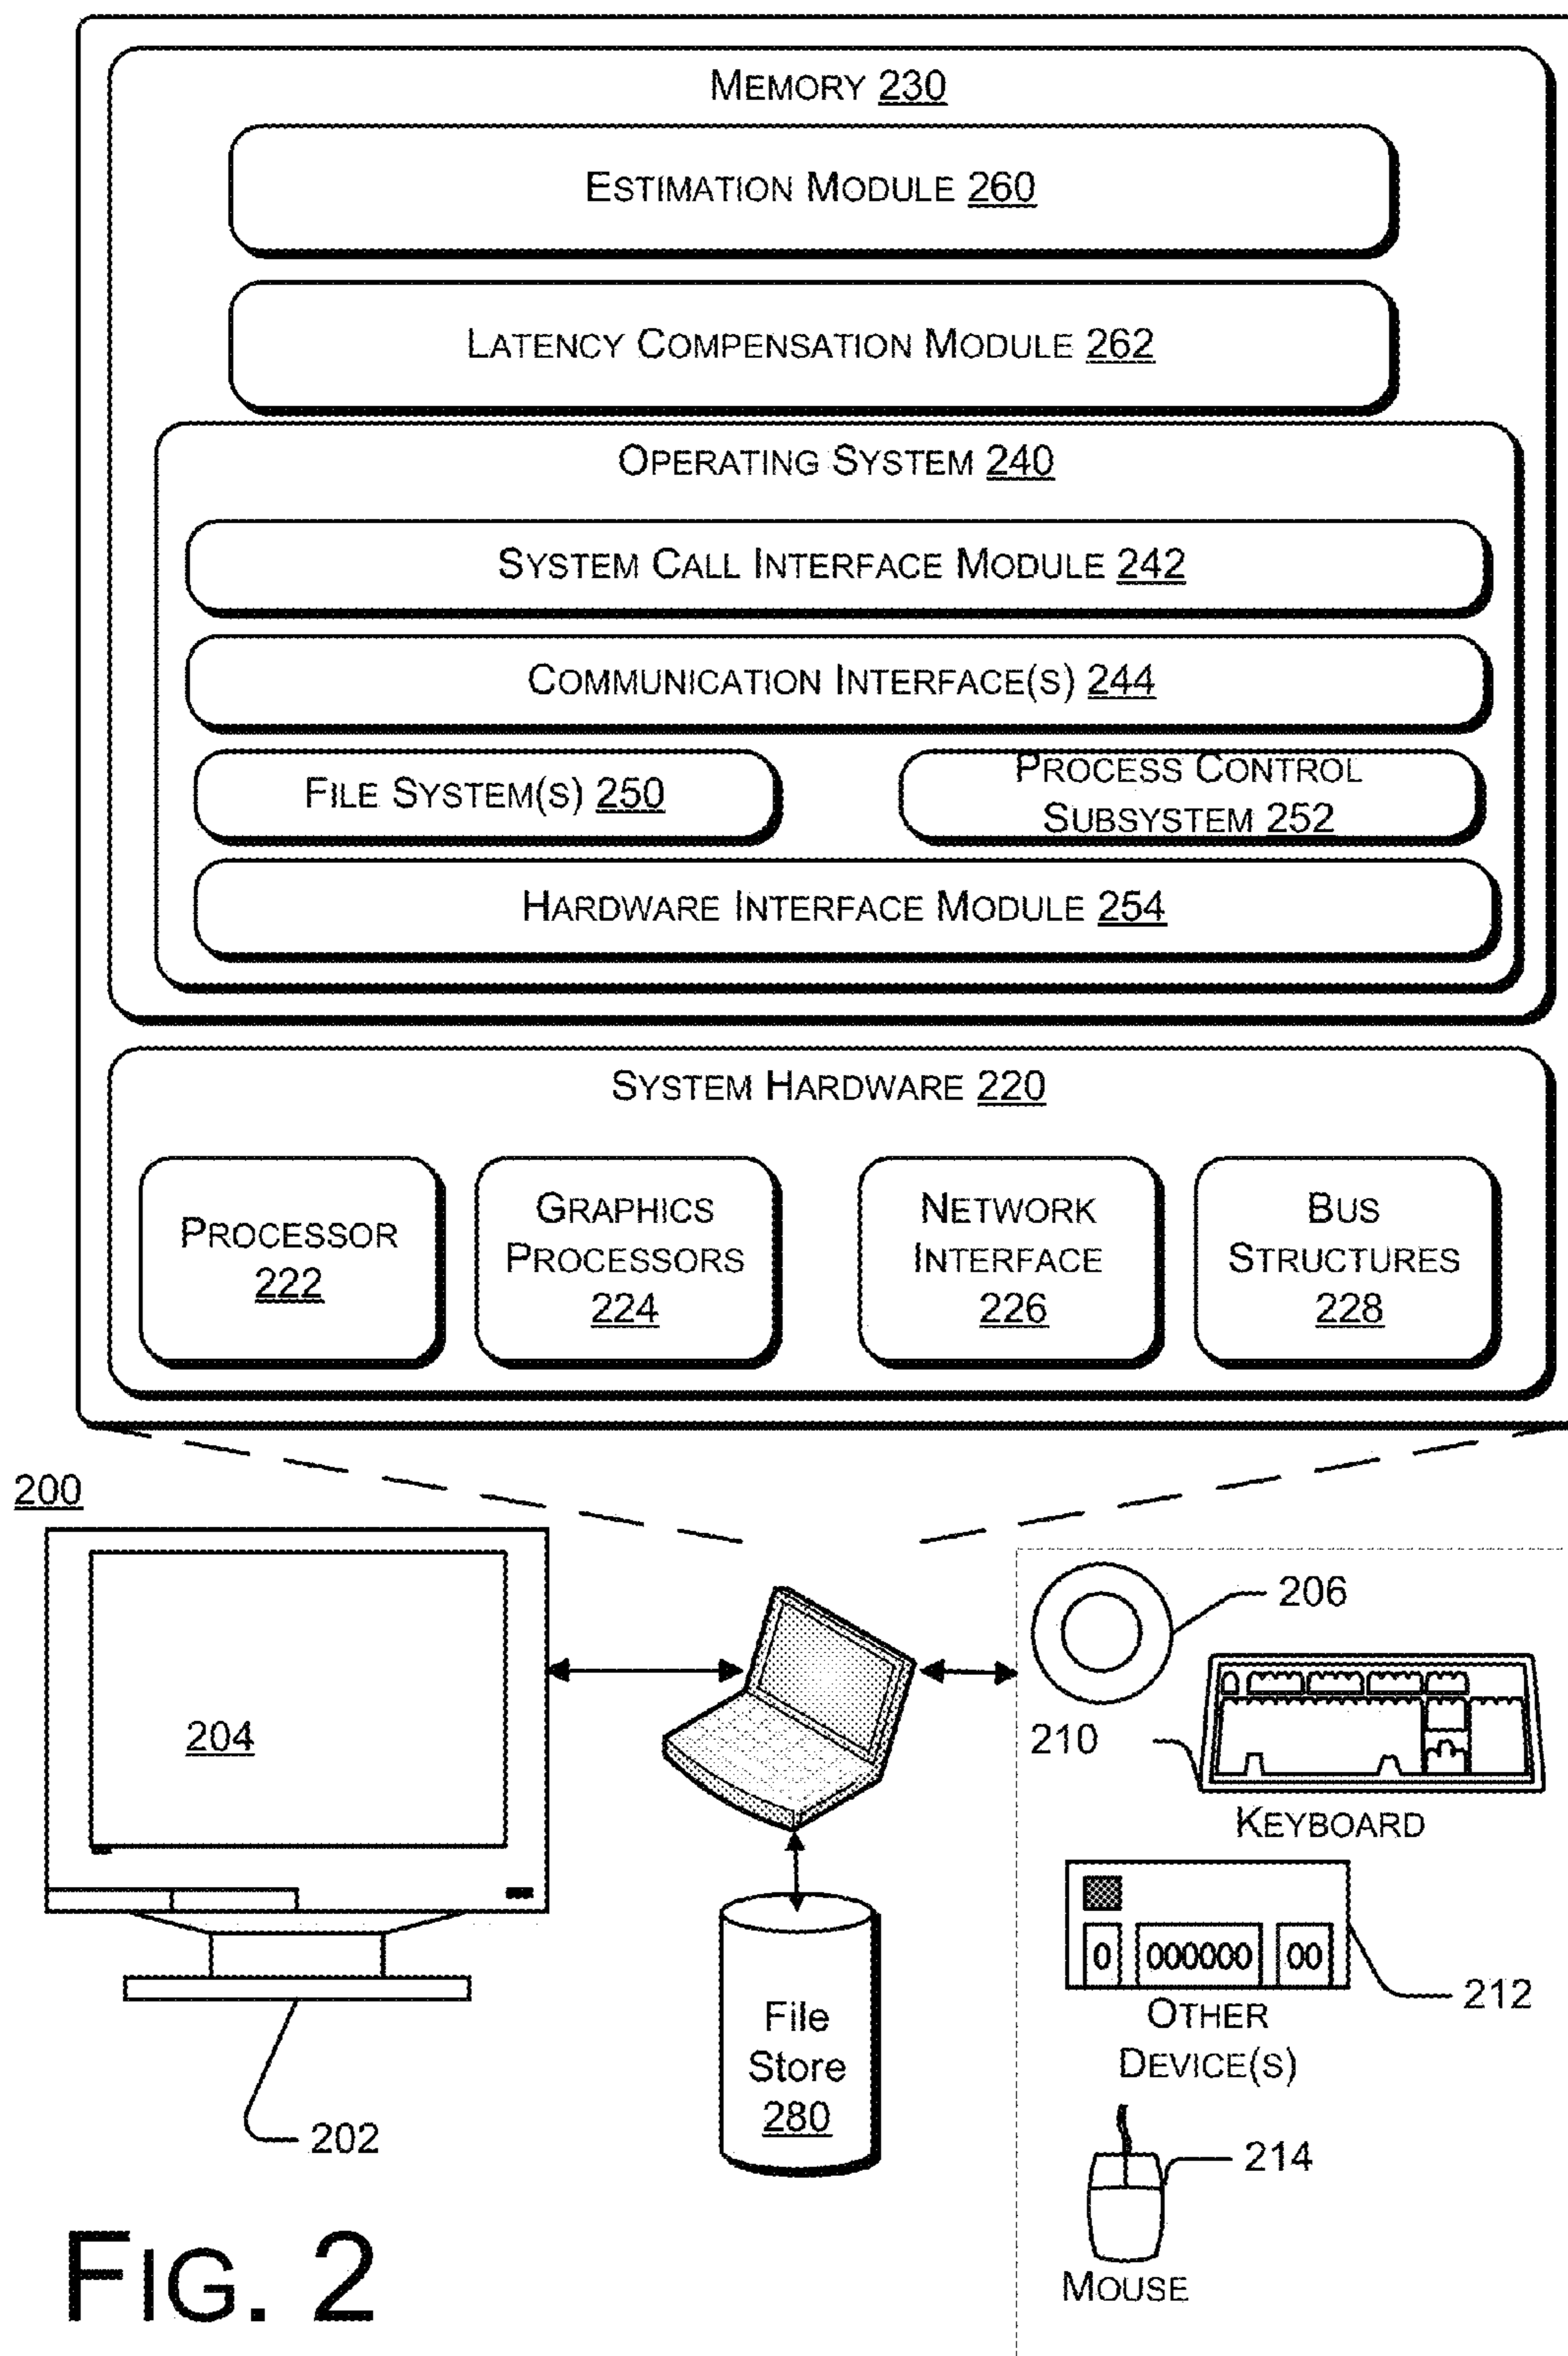 MEMORY 230
ESTIMATION MODULE 260
LATENCY COMPENSATION MODULE 262
OPERATING SYSTEM 240
SYSTEM CALL INTERFACE MODULE 242
COMMUNICATION INTERFACE(S) 244
FILE SYSTEM(S) 250
PROCESS CONTROL
SUBSYSTEM 252
HARDWARE INTERFACE MODULE 254
SYSTEM HARDWARE 220
PROCESSOR
222
GRAPHICS
PROCESSORS
224
NETWORK
INTERFACE
226
BUS
STRUCTURES
228
200
204
202
File
Store
280
206
210
KEYBOARD
212
OTHER
DEVICE(S)
214
MOUSE
FIG. 2